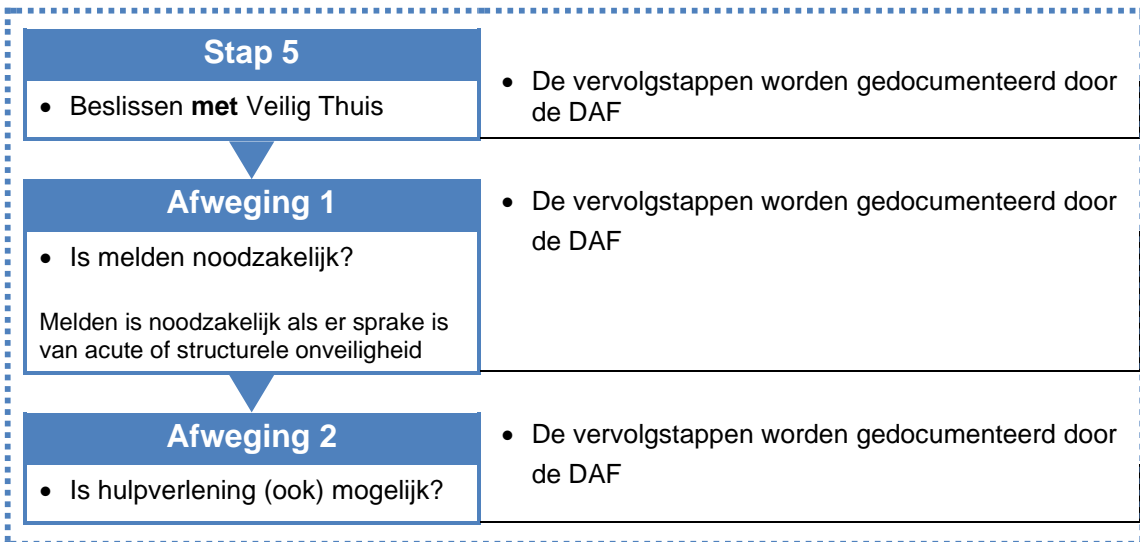 Stap 5
• Beslissen met Veilig Thuis
• De vervolgstappen worden gedocumenteerd door
de DAF
Afweging 1
• Is melden noodzakelijk?
Melden is noodzakelijk als er sprake is
van acute of structurele onveiligheid
• De vervolgstappen worden gedocumenteerd door
de DAF
Afweging 2
• Is hulpverlening (ook) mogelijk?
• De vervolgstappen worden gedocumenteerd door
de DAF